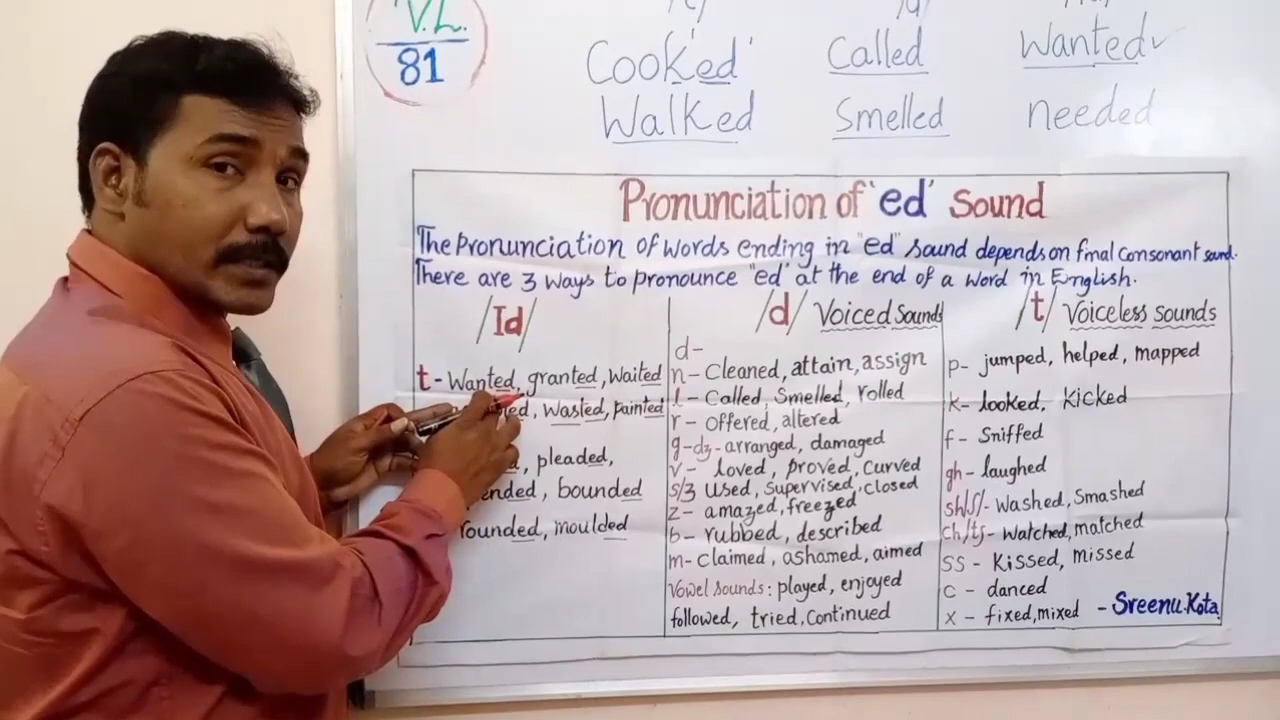 V.L.
81
Cooked Called Wanted
Walked Smelled needed
Pronunciation of 'ed' Sound
The Pronunciation of words ending in "ed" sound depends on final consonant sound.
There are 3 ways to pronounce "ed" at the end of a word in English.
/Id/
t- Wanted, granted, waited
wasted, painted
pleaded,
bounded
rounded, moulded
/d/ Voiced Sounds
d-
n- Cleaned, attain, assign
l- Called, Smelled, rolled
r- offered, altered
g-dʒ- arranged, damaged
v- loved, proved, curved
s/ʒ used, supervised, closed
z- amazed, freezed
b- rubbed, described
m- claimed, ashamed, aimed
Vowel sounds: played, enjoyed
followed, tried, Continued
/t/ Voiceless sounds
p- jumped, helped, mapped
k- looked, kicked
f- Sniffed
gh- laughed
sh/ʃ/- Washed, Smashed
ch/tʃ- Watched, matched
ss- Kissed, missed
c- danced
x- fixed, mixed - Sreenu.Kota